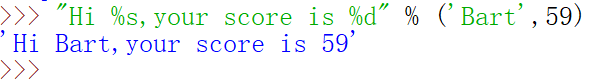 >>> "Hi %s,your score is %d" % ('Bart',59)
'Hi Bart,your score is 59'
>>>